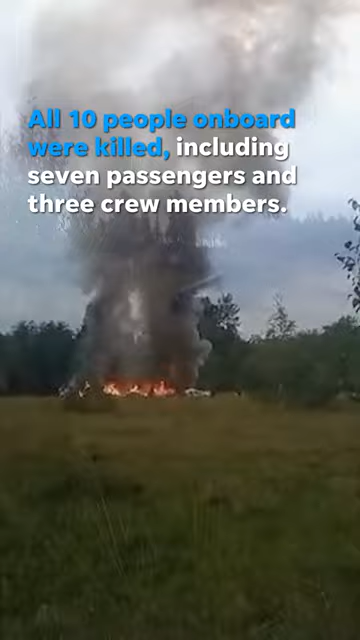 All 10 people onboard
were killed, including
seven passengers and
three crew members.